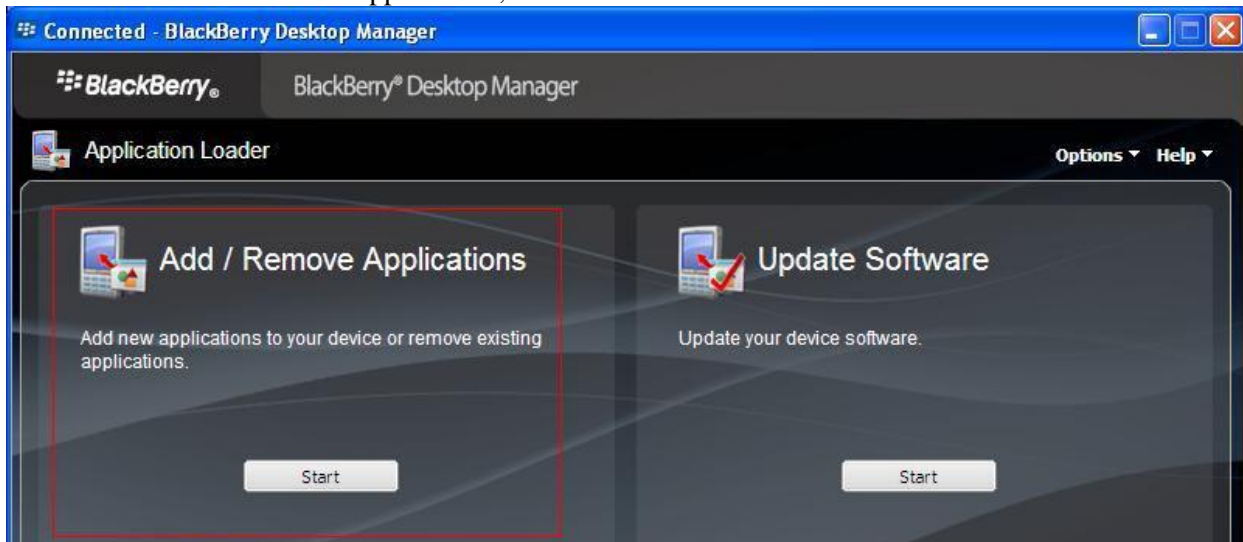 Connected - BlackBerry Desktop Manager
BlackBerry® BlackBerry® Desktop Manager
Application Loader Options Help
Add / Remove Applications
Add new applications to your device or remove existing
applications.
Start
Update Software
Update your device software.
Start